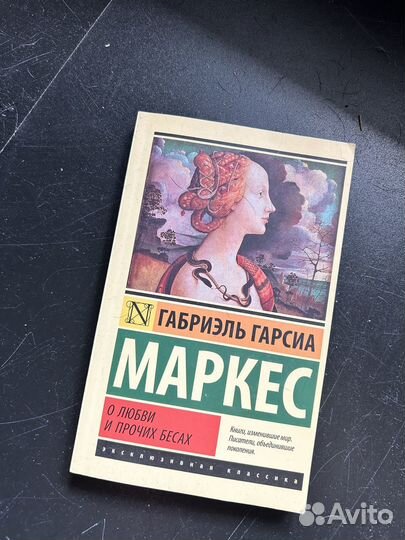 N
ГАБРИЭЛЬ ГАРСИА
МАРКЕС
О ЛЮБВИ
И ПРОЧИХ БЕСАХ
Книги, изменившие мир.
Писатели, объединившие
поколения.
эксклюзивная классика
Avito